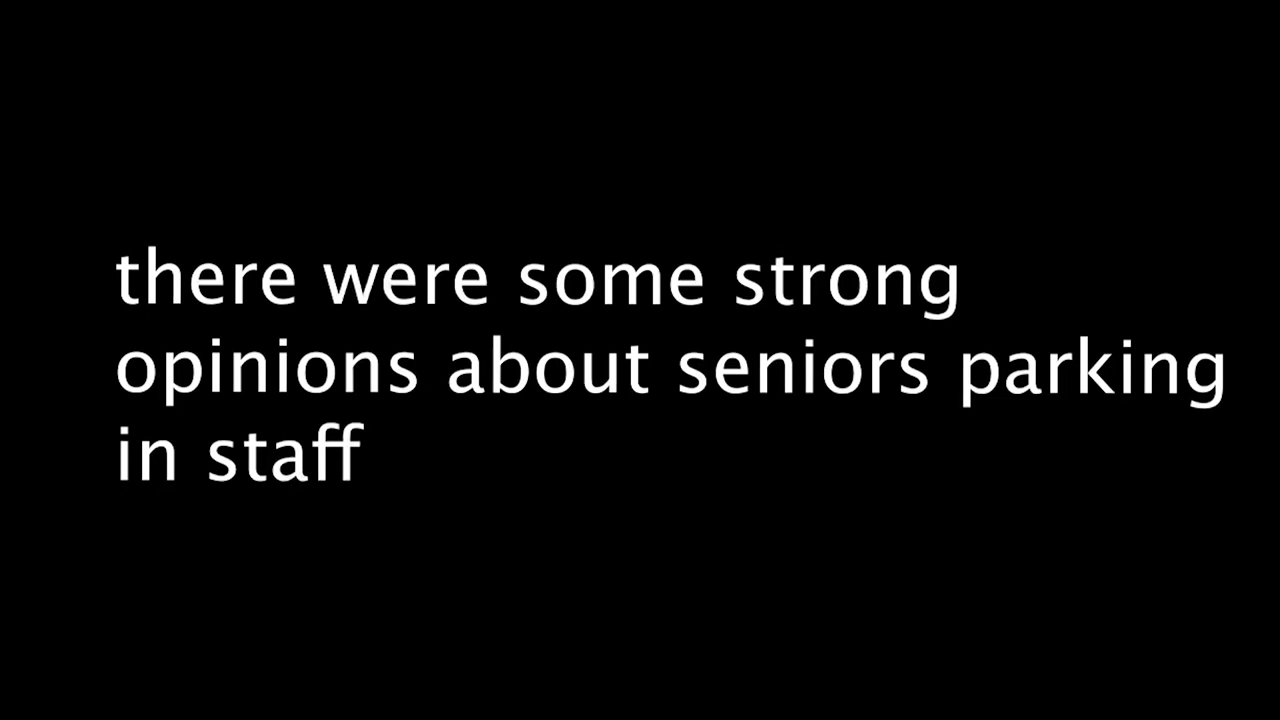 there were some strong
opinions about seniors parking
in staff